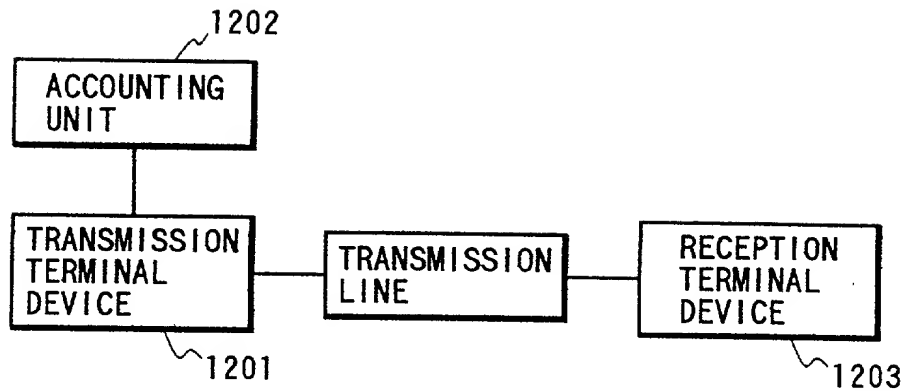 1202
ACCOUNTING
UNIT
TRANSMISSION
TERMINAL
DEVICE
TRANSMISSION
LINE
RECEPTION
TERMINAL
DEVICE
1201
1203